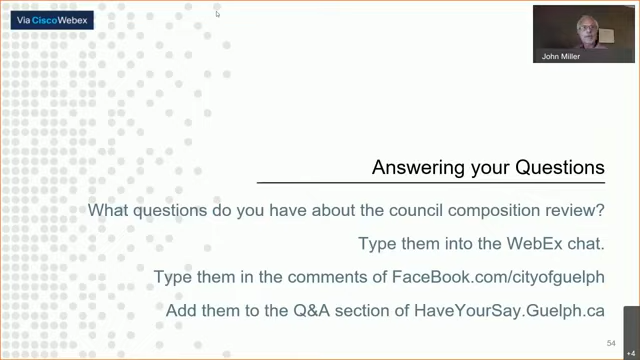 Via CiscoWebex
John Miller
Answering your Questions
What questions do you have about the council composition review?
Type them into the WebEx chat.
Type them in the comments of FaceBook.com/cityofguelph
Add them to the Q&A section of HaveYourSay.Guelph.ca
54
+4